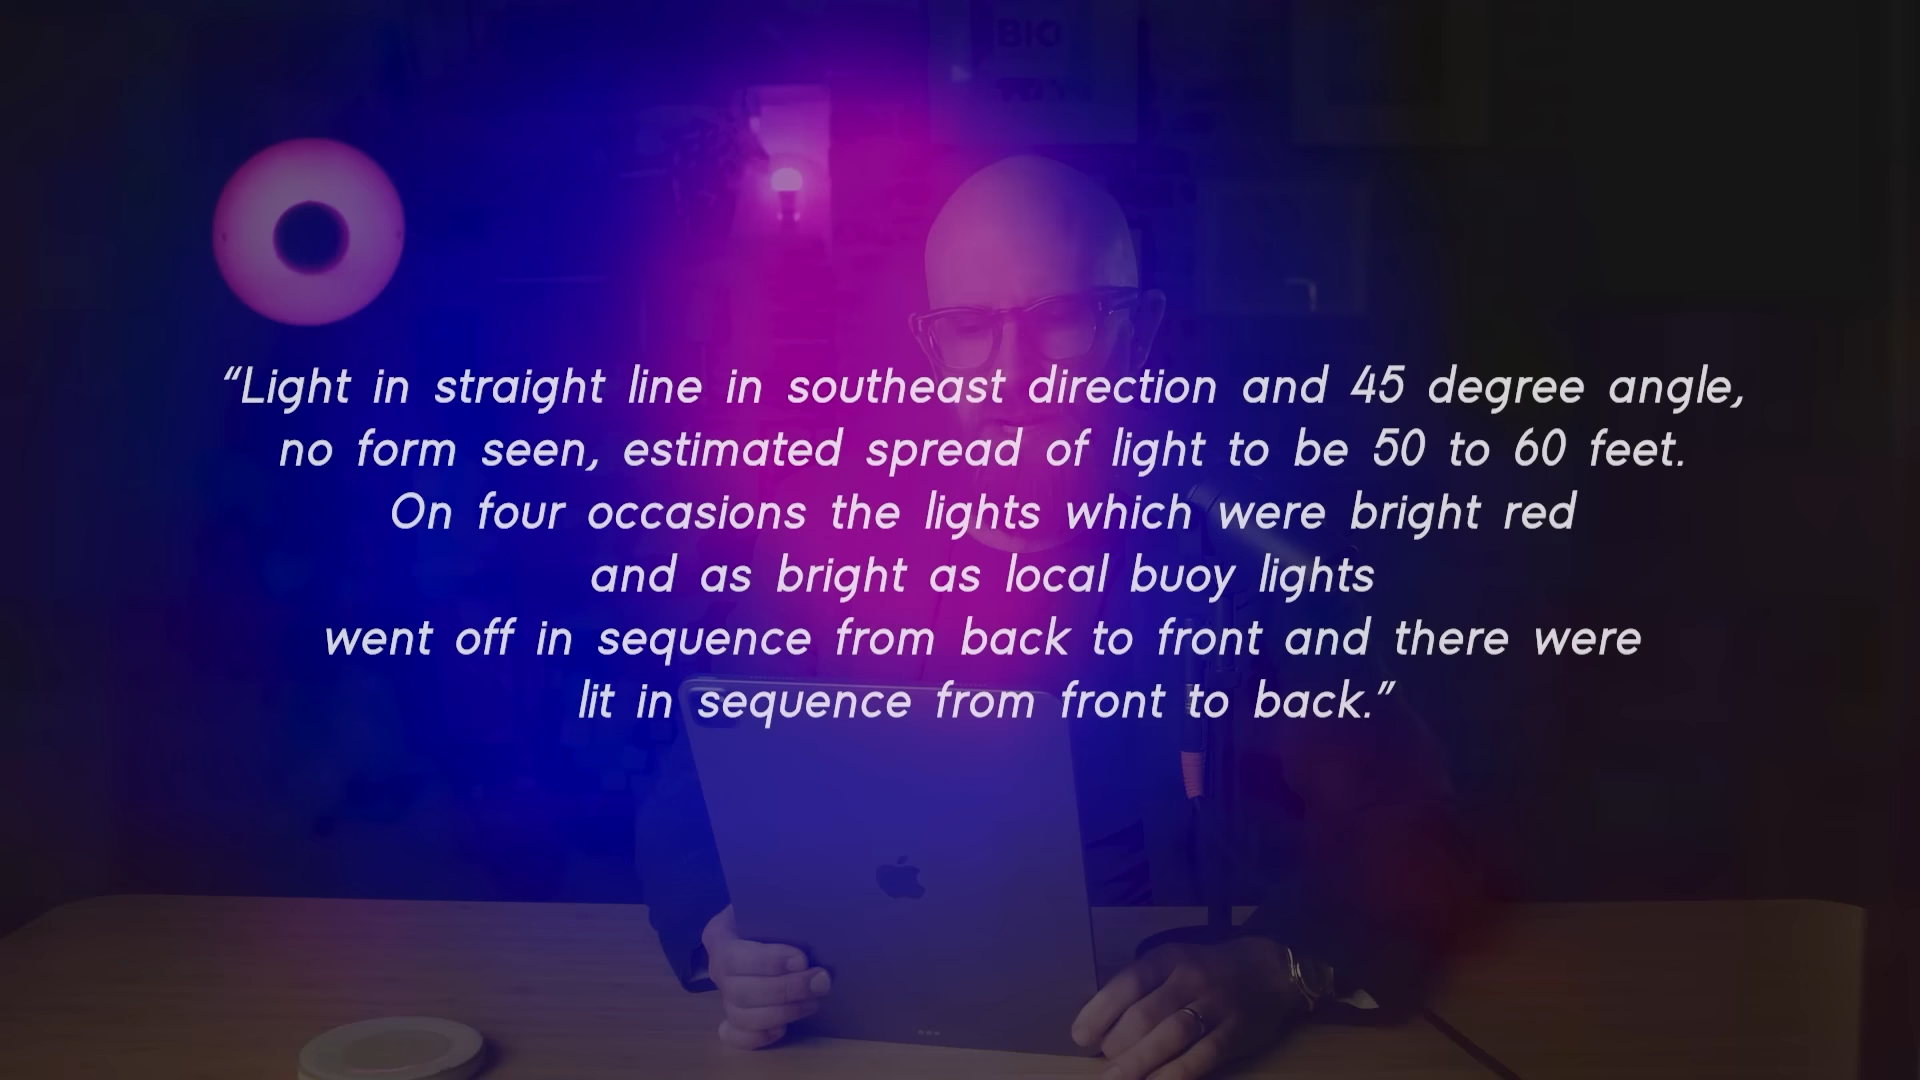 BIG
“Light in straight line in southeast direction and 45 degree angle,
no form seen, estimated spread of light to be 50 to 60 feet.
On four occasions the lights which were bright red
and as bright as local buoy lights
went off in sequence from back to front and there were
lit in sequence from front to back.”